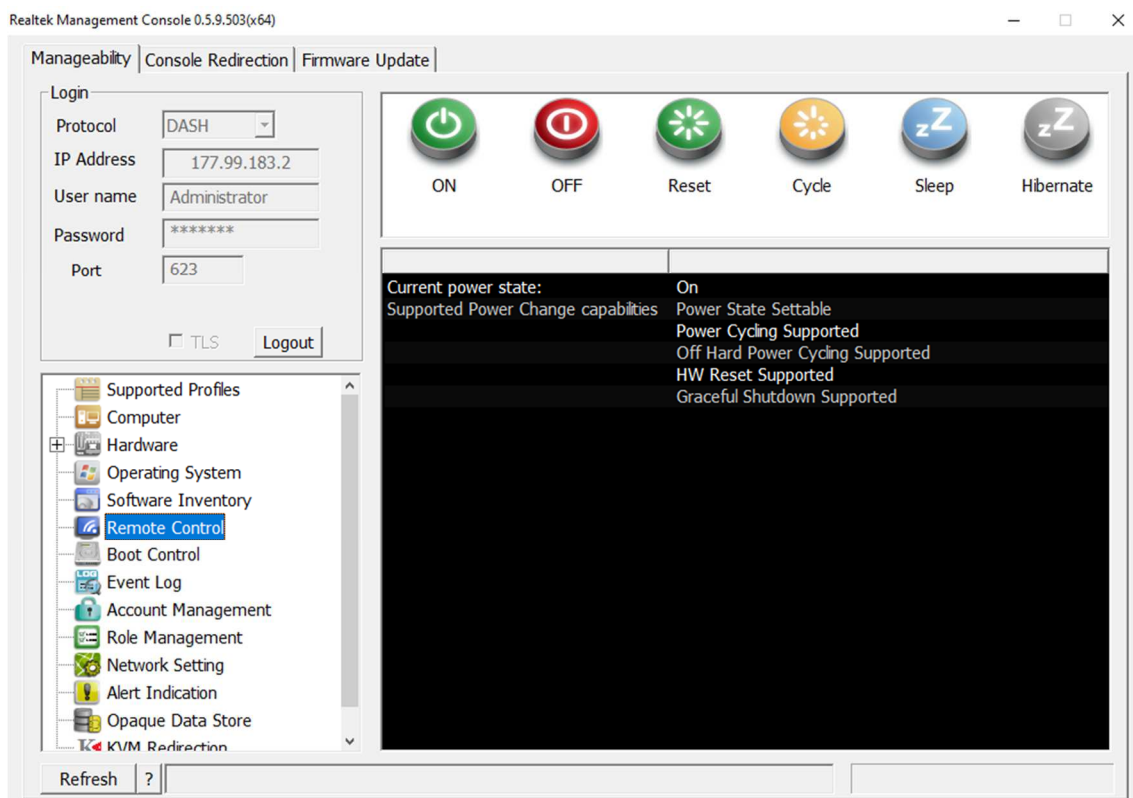 Realtek Management Console 0.5.9.503(x64)
Manageability Console Redirection Firmware Update
Login
Protocol DASH
IP Address 177.99.183.2
User name Administrator
Password *******
Port 623
TLS Logout
ON OFF Reset Cycle Sleep Hibernate
Current power state: On
Supported Power Change capabilities Power State Settable
Power Cycling Supported
Off Hard Power Cycling Supported
HW Reset Supported
Graceful Shutdown Supported
Supported Profiles
Computer
Hardware
Operating System
Software Inventory
Remote Control
Boot Control
Event Log
Account Management
Role Management
Network Setting
Alert Indication
Opaque Data Store
KVM Redirection
Refresh ?